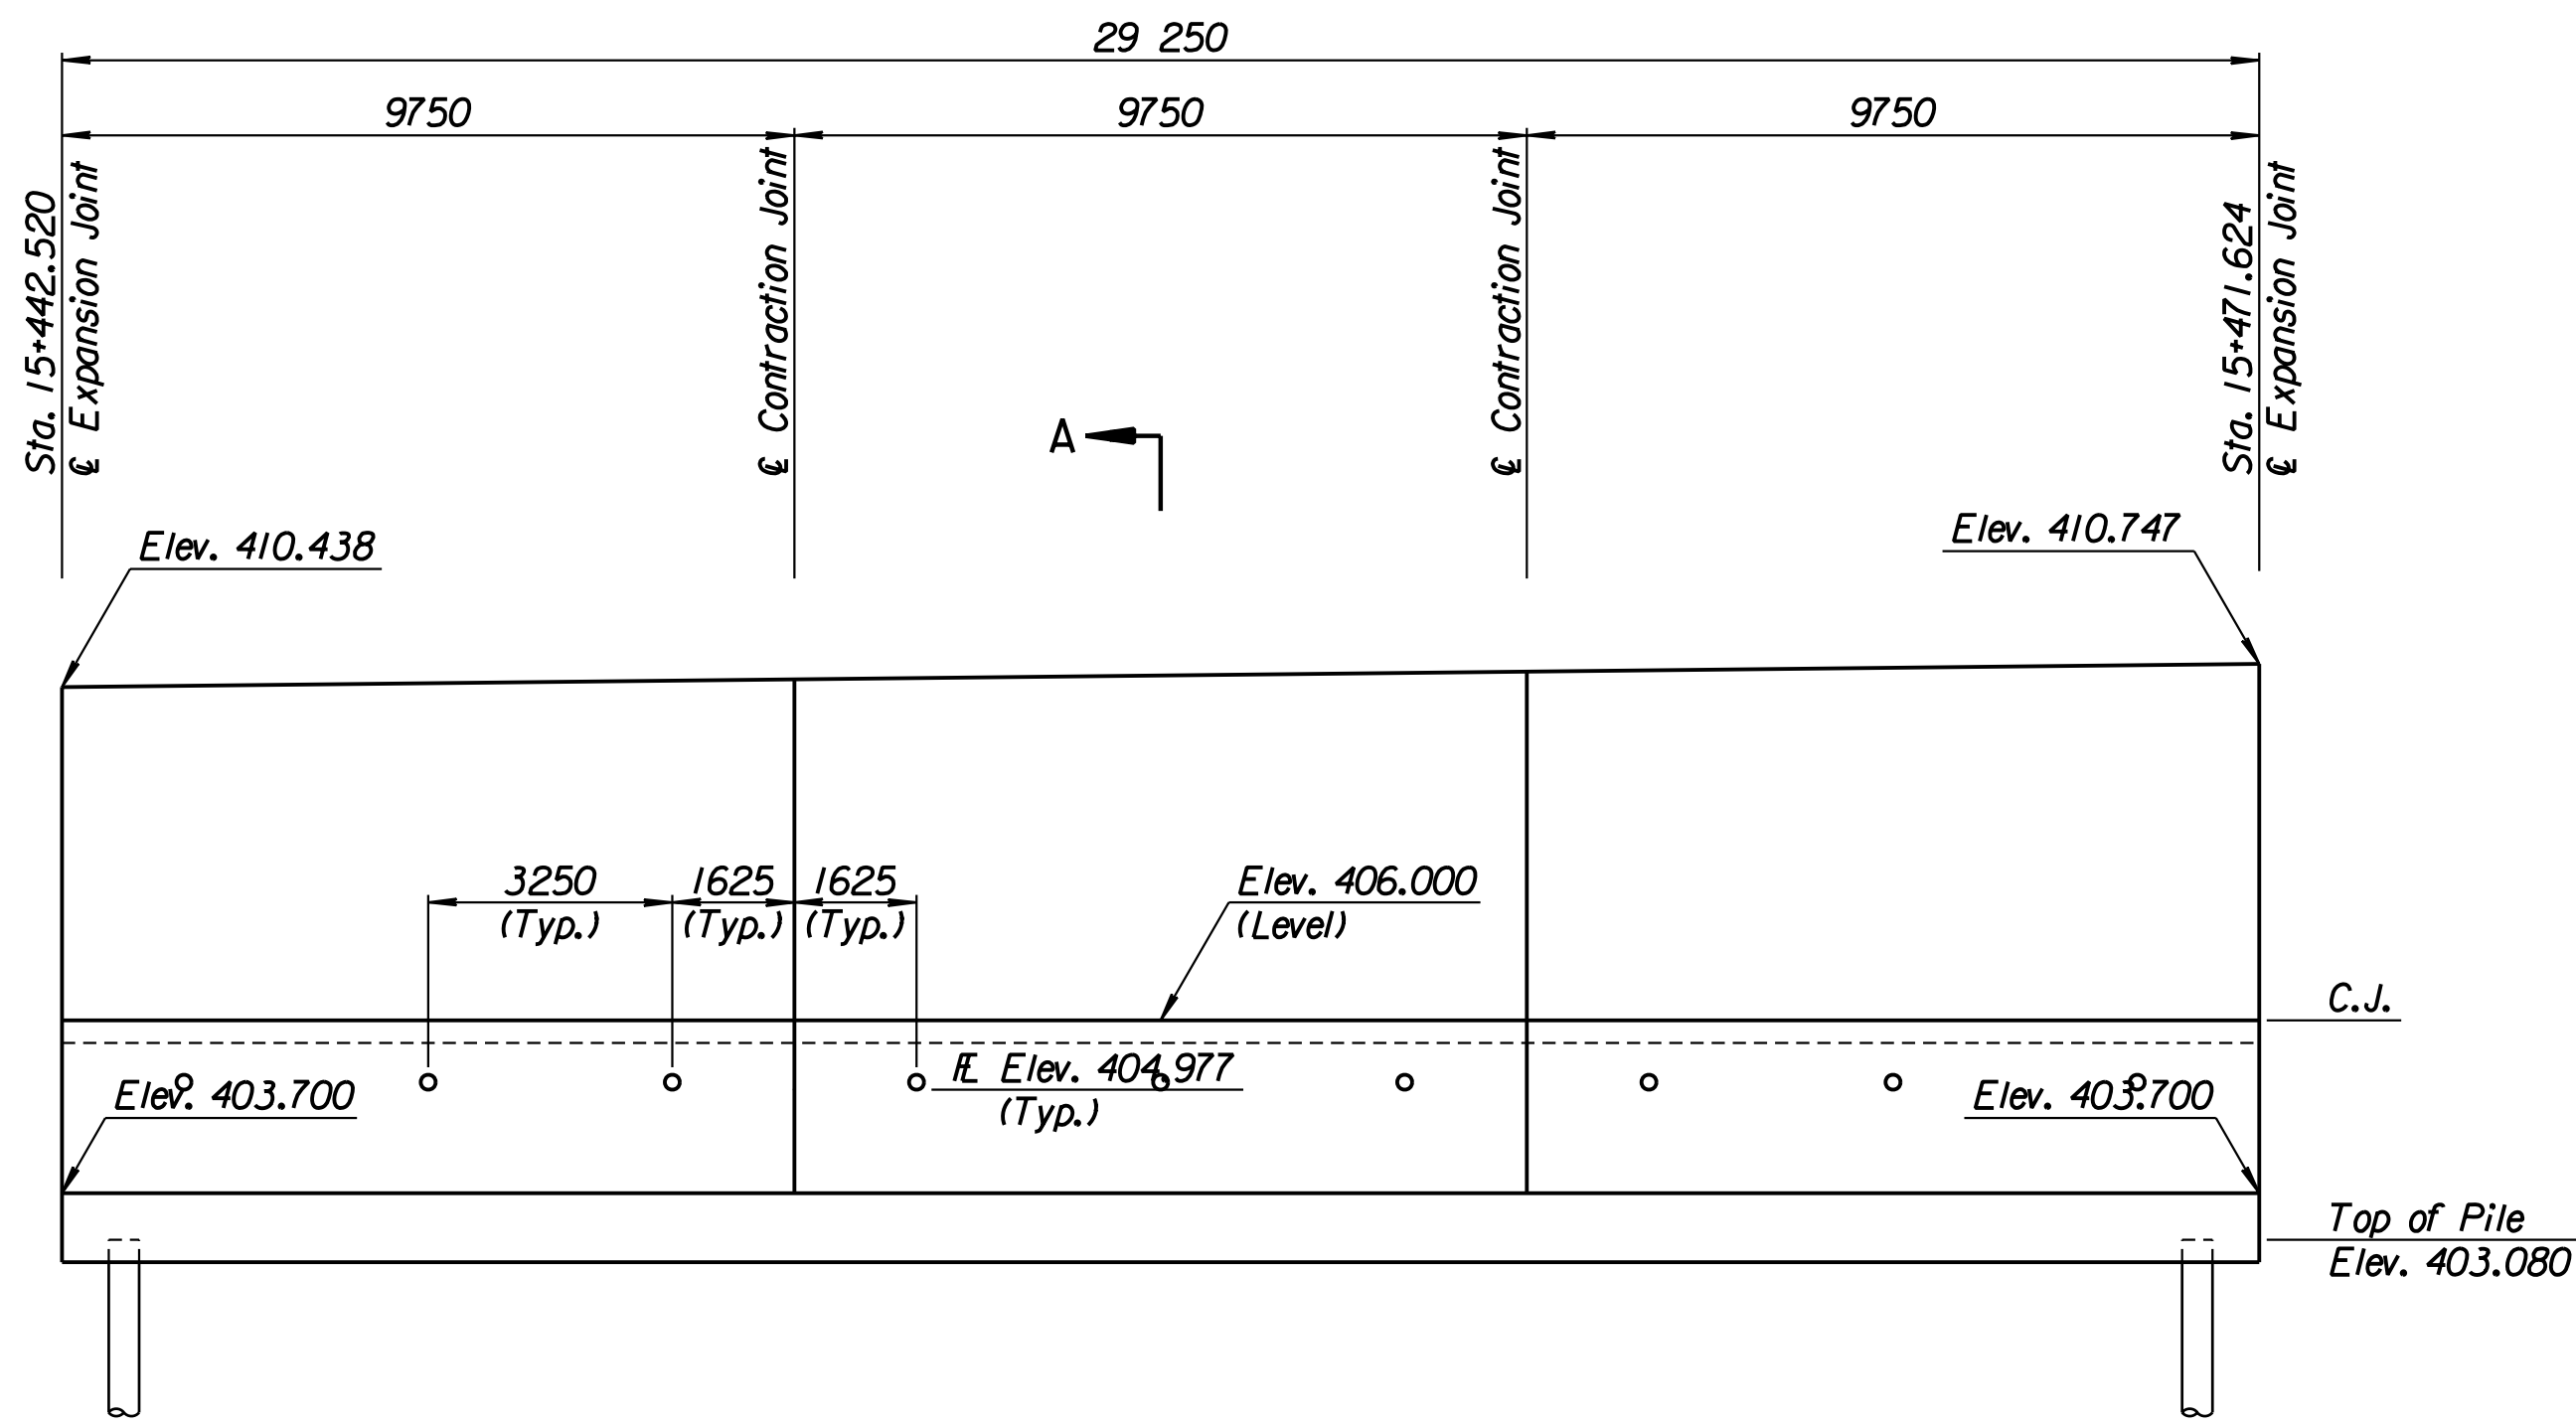 29 250
9750
9750
9750
Sta. 15+442.520
℄ Expansion Joint
℄ Contraction Joint
℄ Contraction Joint
Sta. 15+471.624
℄ Expansion Joint
A
Elev. 410.438
Elev. 410.747
3250
(Typ.)
1625
(Typ.)
1625
(Typ.)
Elev. 406.000
(Level)
C.J.
Elev. 404.977
(Typ.)
Elev. 403.700
Elev. 403.700
Top of Pile
Elev. 403.080